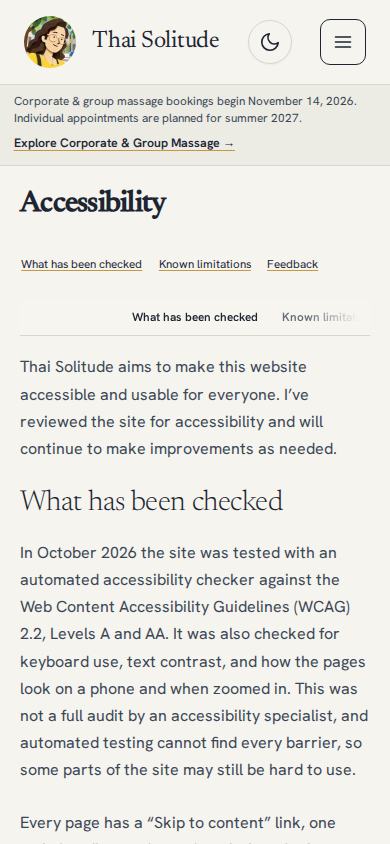 Thai Solitude
Corporate & group massage bookings begin November 14, 2026.
Individual appointments are planned for summer 2027.
Explore Corporate & Group Massage →
Accessibility
What has been checked Known limitations Feedback
What has been checked Known
Thai Solitude aims to make this website
accessible and usable for everyone. I’ve
reviewed the site for accessibility and will
continue to make improvements as needed.
What has been checked
In October 2026 the site was tested with an
automated accessibility checker against the
Web Content Accessibility Guidelines (WCAG)
2.2, Levels A and AA. It was also checked for
keyboard use, text contrast, and how the pages
look on a phone and when zoomed in. This was
not a full audit by an accessibility specialist, and
automated testing cannot find every barrier, so
some parts of the site may still be hard to use.
Every page has a “Skip to content” link, one